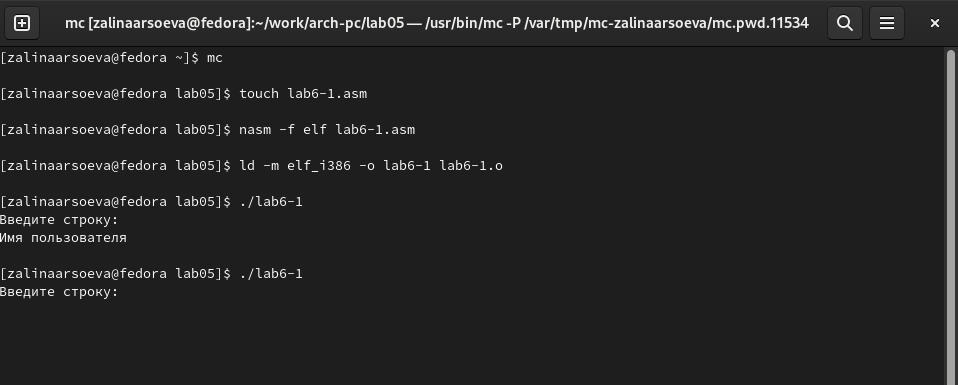 mc [zalinaarsoeva@fedora]:~/work/arch-pc/lab05 — /usr/bin/mc -P /var/tmp/mc-zalinaarsoeva/mc.pwd.11534
[zalinaarsoeva@fedora ~]$ mc
[zalinaarsoeva@fedora lab05]$ touch lab6-1.asm
[zalinaarsoeva@fedora lab05]$ nasm -f elf lab6-1.asm
[zalinaarsoeva@fedora lab05]$ ld -m elf_i386 -o lab6-1 lab6-1.o
[zalinaarsoeva@fedora lab05]$ ./lab6-1
Введите строку:
Имя пользователя
[zalinaarsoeva@fedora lab05]$ ./lab6-1
Введите строку: